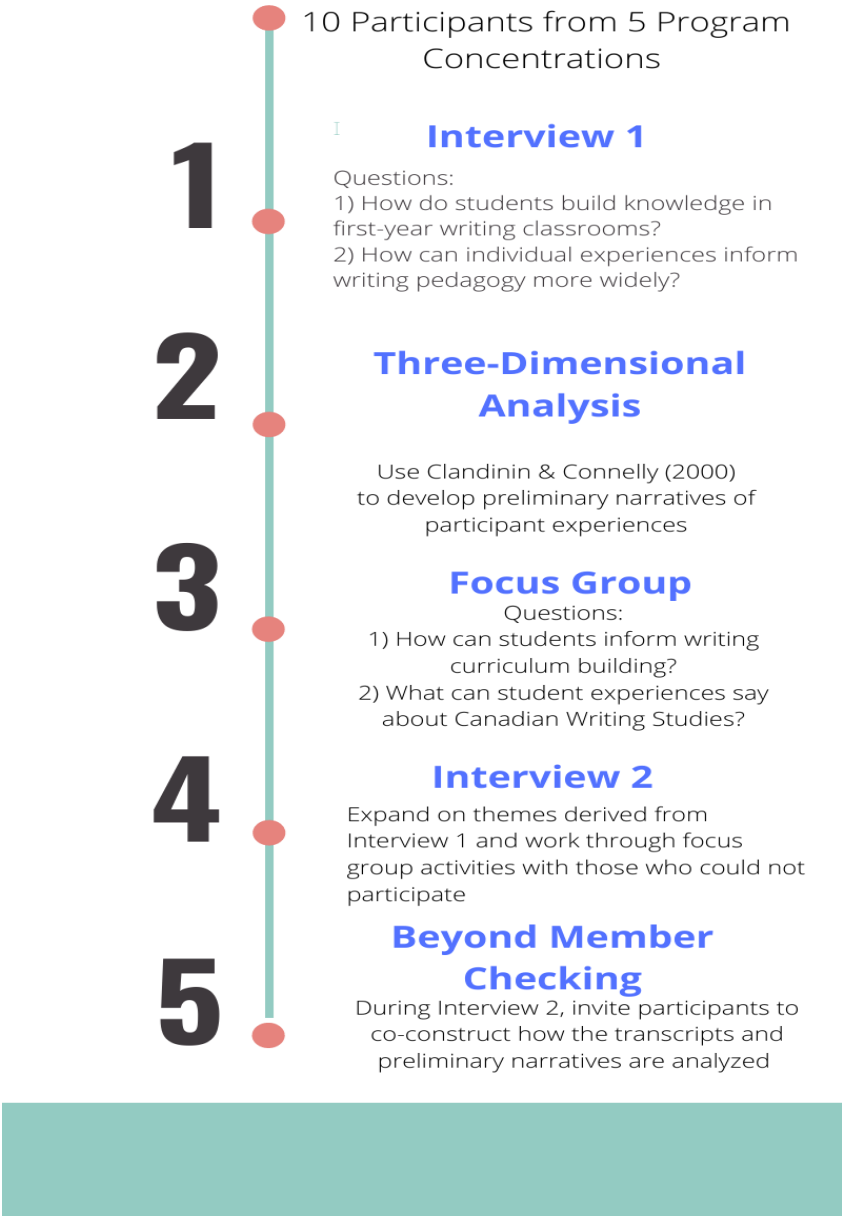 10 Participants from 5 Program
Concentrations
1
Interview 1
Questions:
1) How do students build knowledge in
first-year writing classrooms?
2) How can individual experiences inform
writing pedagogy more widely?
2
Three-Dimensional
Analysis
Use Clandinin & Connelly (2000)
to develop preliminary narratives of
participant experiences
3
Focus Group
Questions:
1) How can students inform writing
curriculum building?
2) What can student experiences say
about Canadian Writing Studies?
4
Interview 2
Expand on themes derived from
Interview 1 and work through focus
group activities with those who could not
participate
5
Beyond Member
Checking
During Interview 2, invite participants to
co-construct how the transcripts and
preliminary narratives are analyzed